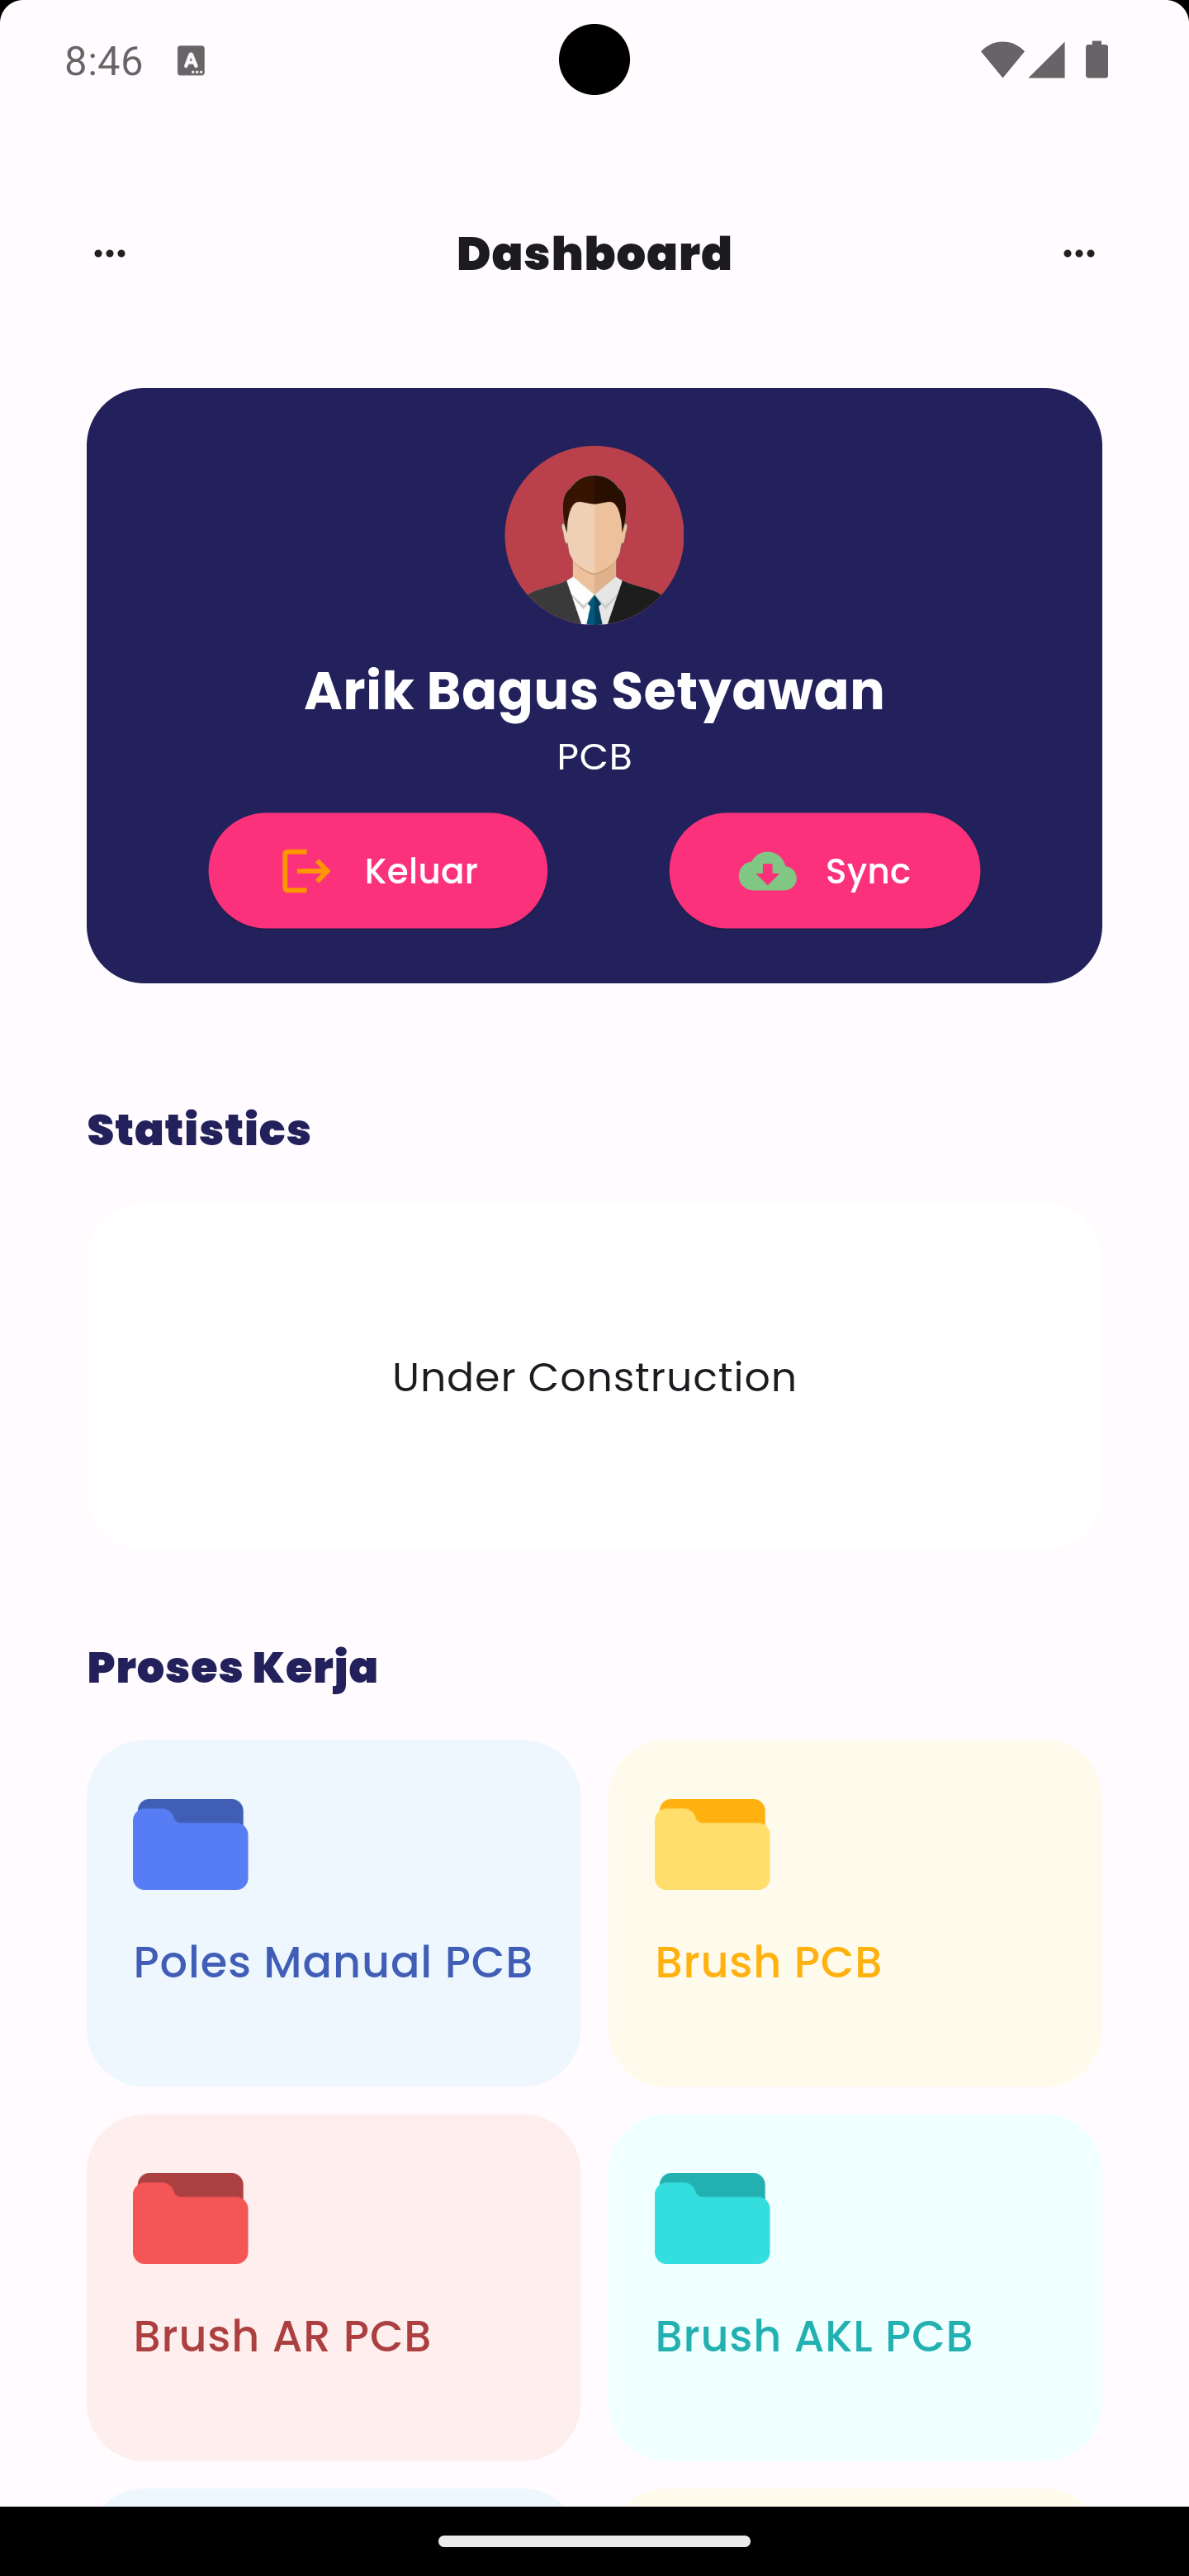 8:46
Dashboard
Arik Bagus Setyawan
PCB
Keluar
Sync
Statistics
Under Construction
Proses Kerja
Poles Manual PCB
Brush PCB
Brush AR PCB
Brush AKL PCB